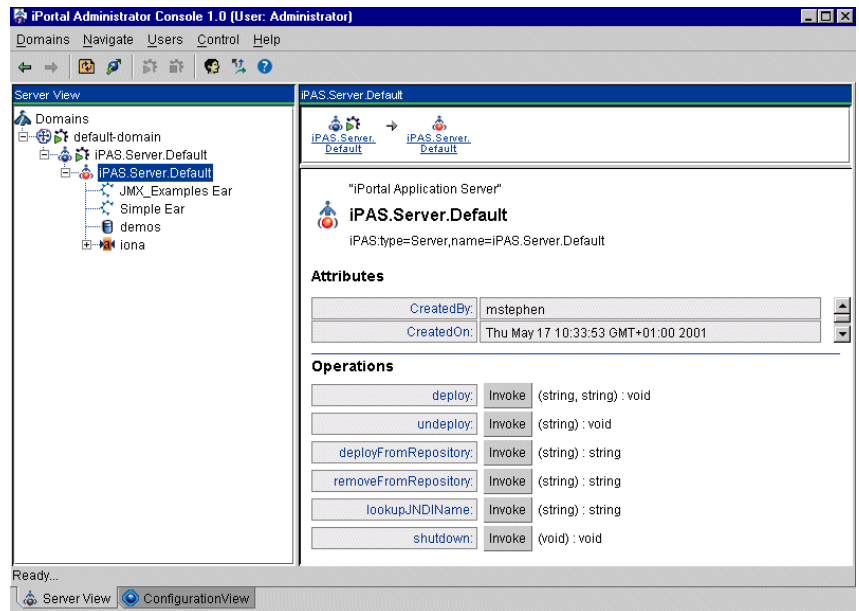 iPortal Administrator Console 1.0 (User: Administrator)
Domains Navigate Users Control Help
Server View
Domains
default-domain
iPAS.Server.Default
iPAS.Server.Default
JMX_Examples Ear
Simple Ear
demos
iona
iPAS.Server.Default
iPAS.Server.
Default
iPAS.Server.
Default
"iPortal Application Server"
iPAS.Server.Default
iPAS:type=Server,name=iPAS.Server.Default
Attributes
CreatedBy: mstephen
CreatedOn: Thu May 17 10:33:53 GMT+01:00 2001
Operations
deploy: Invoke (string, string) : void
undeploy: Invoke (string) : void
deployFromRepository: Invoke (string) : string
removeFromRepository: Invoke (string) : string
lookupJNDIName: Invoke (string) : string
shutdown: Invoke (void) : void
Ready...
Server View ConfigurationView